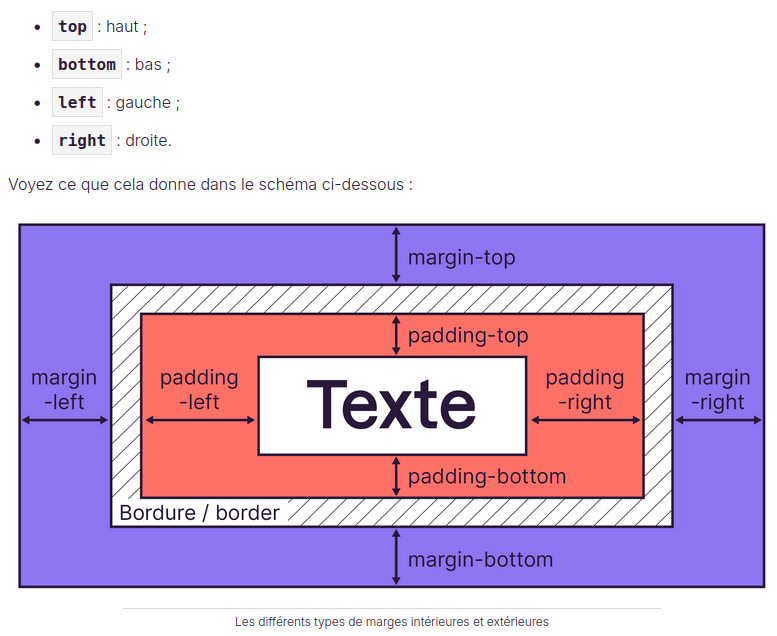 top : haut ;
bottom : bas ;
left : gauche ;
right : droite.
Voyez ce que cela donne dans le schéma ci-dessous :
margin-top
padding-top
margin
-left
padding
-left
Texte
padding
-right
margin
-right
padding-bottom
Bordure / border
margin-bottom
Les différents types de marges intérieures et extérieures